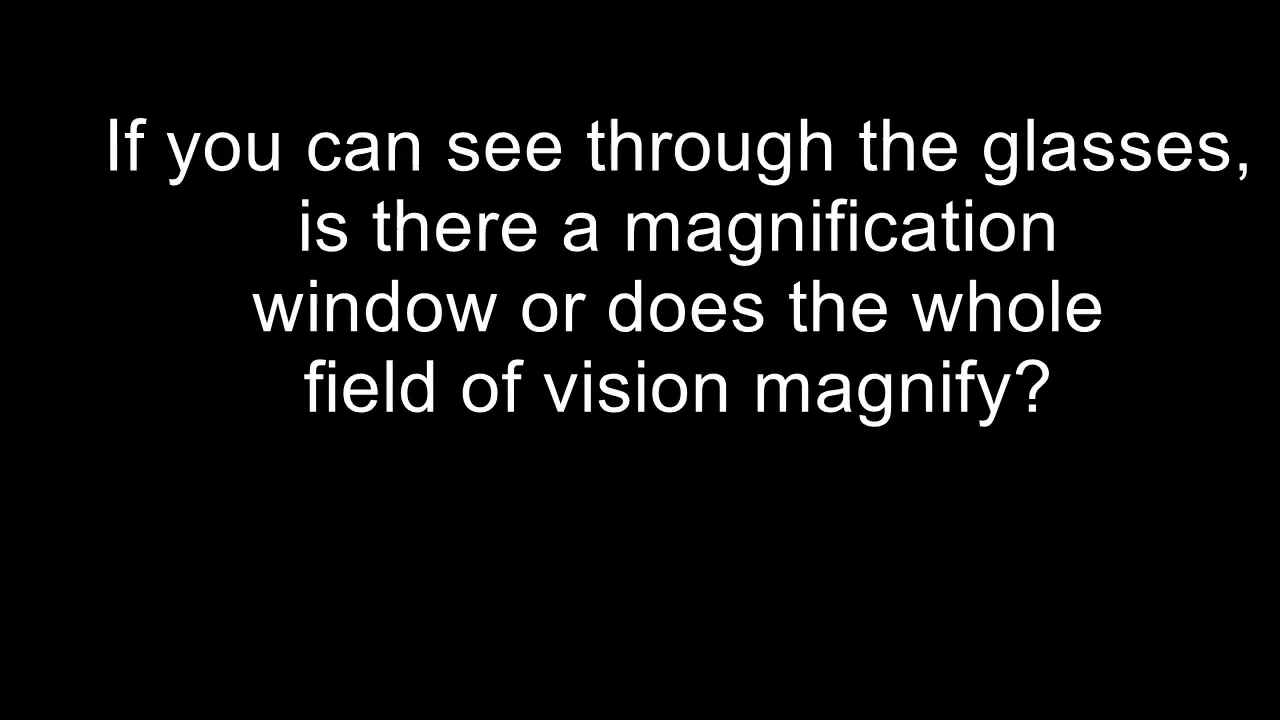 If you can see through the glasses,
is there a magnification
window or does the whole
field of vision magnify?